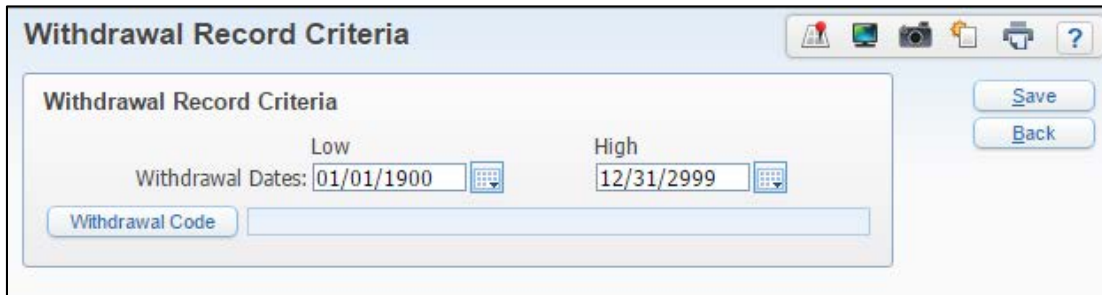 Withdrawal Record Criteria
?
Withdrawal Record Criteria
Save
Back
Low High
Withdrawal Dates: 01/01/1900 12/31/2999
Withdrawal Code